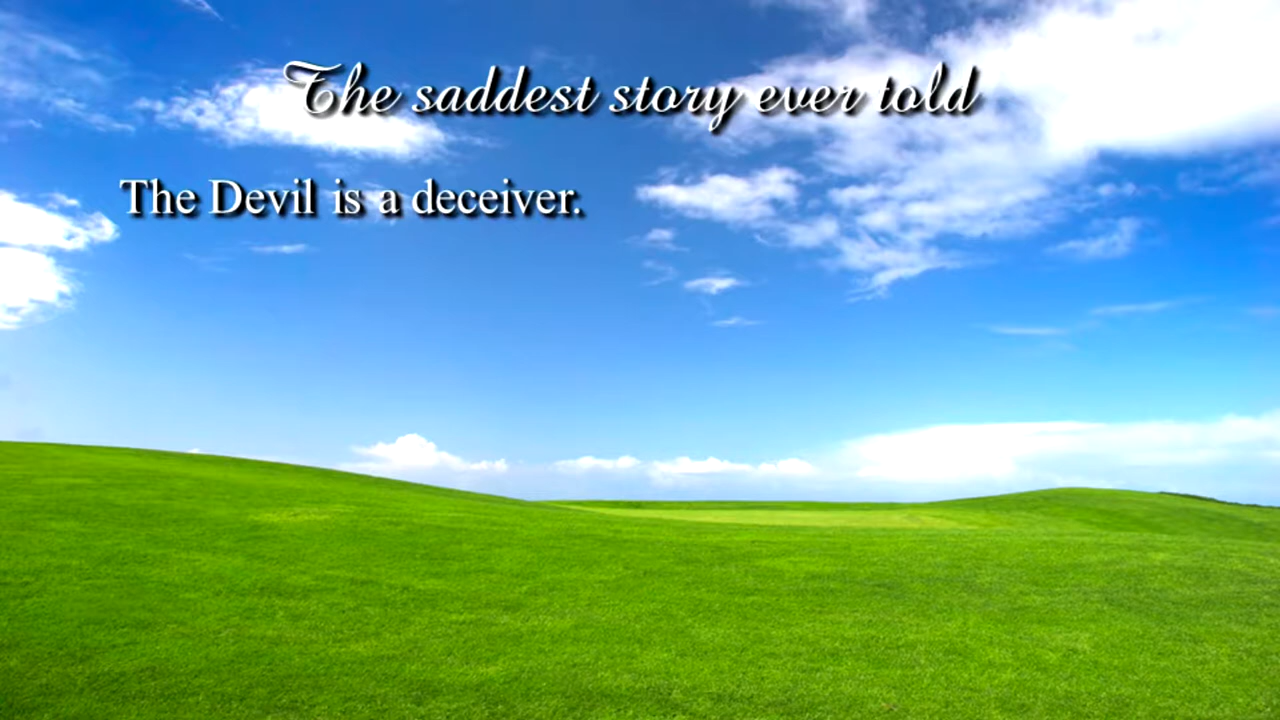 The saddest story ever told
The Devil is a deceiver.